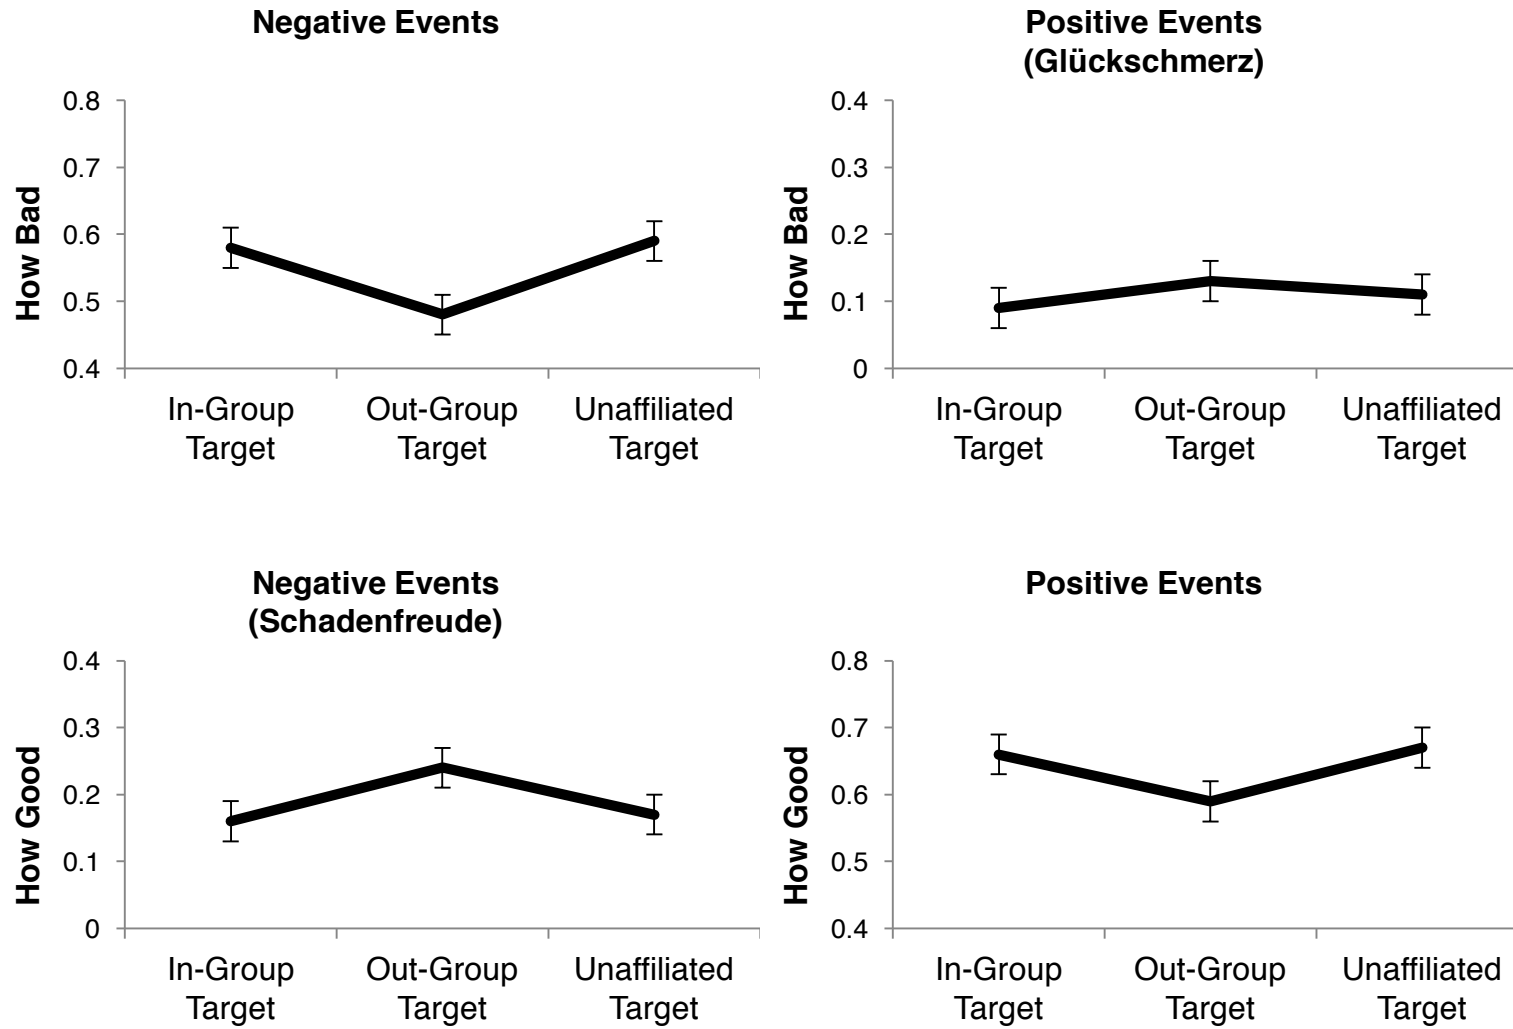 Negative Events
How Bad
0.8
0.7
0.6
0.5
0.4
In-Group
Target
Out-Group
Target
Unaffiliated
Target
Positive Events
(Glückschmerz)
How Bad
0.4
0.3
0.2
0.1
0
In-Group
Target
Out-Group
Target
Unaffiliated
Target
Negative Events
(Schadenfreude)
How Good
0.4
0.3
0.2
0.1
0
In-Group
Target
Out-Group
Target
Unaffiliated
Target
Positive Events
How Good
0.8
0.7
0.6
0.5
0.4
In-Group
Target
Out-Group
Target
Unaffiliated
Target